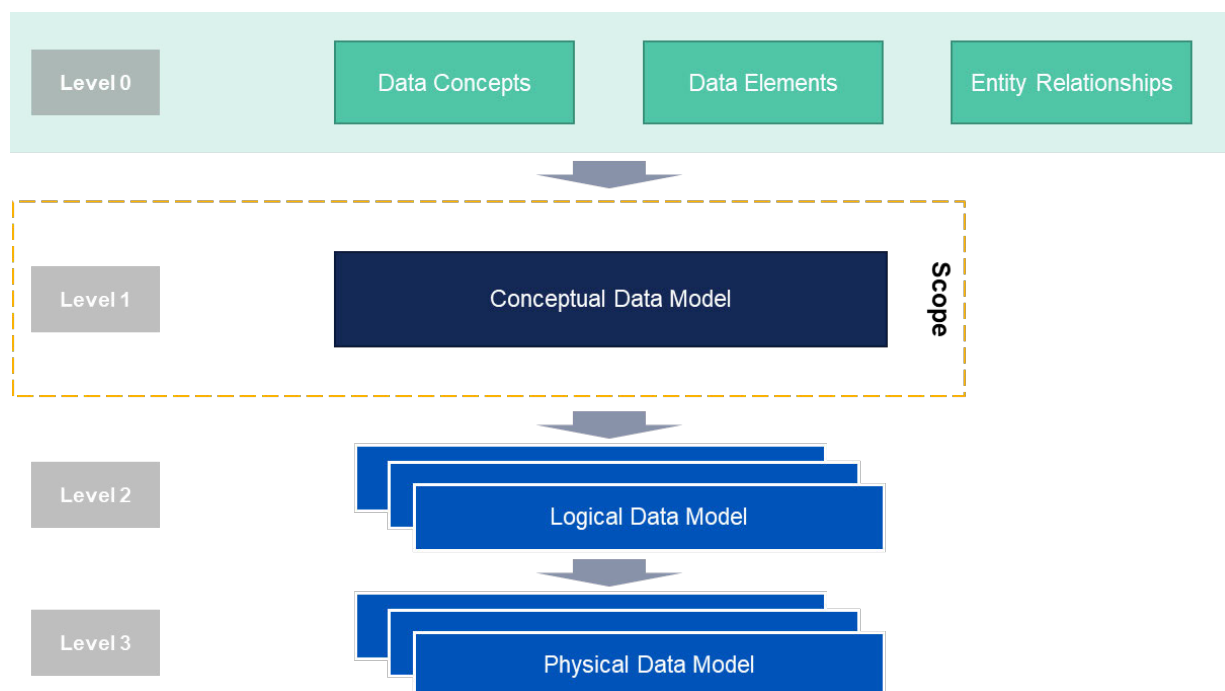 Level 0
Data Concepts
Data Elements
Entity Relationships
Level 1
Conceptual Data Model
Scope
Level 2
Logical Data Model
Level 3
Physical Data Model